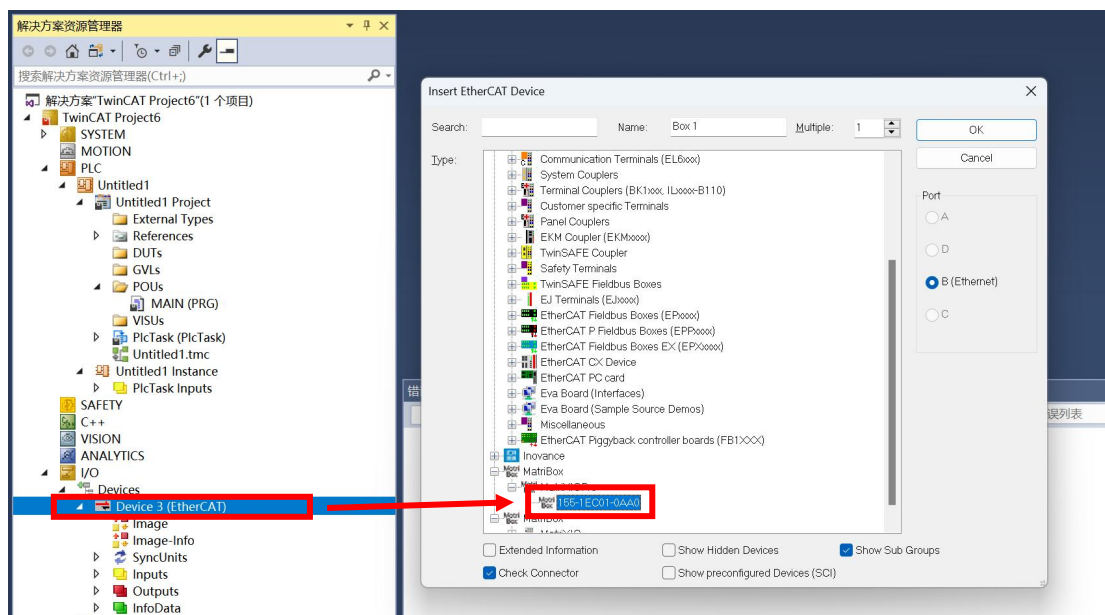 解决方案资源管理器
搜索解决方案资源管理器(Ctrl+;)
解决方案"TwinCAT Project6"(1 个项目)
TwinCAT Project6
SYSTEM
MOTION
PLC
Untitled1
Untitled1 Project
External Types
References
DUTs
GVLs
POUs
MAIN (PRG)
VISUs
PlcTask (PlcTask)
Untitled1.tmc
Untitled1 Instance
PlcTask Inputs
SAFETY
C++
VISION
ANALYTICS
I/O
Devices
Device 3 (EtherCAT)
Image
Image-Info
SyncUnits
Inputs
Outputs
InfoData
Insert EtherCAT Device
Search:
Name: Box 1
Multiple: 1
OK
Type:
Cancel
Communication Terminals (EL6xxx)
System Couplers
Terminal Couplers (BK1xxx, ILxxxx-B110)
Customer specific Terminals
Panel Couplers
EKM Coupler (EKMxxxx)
TwinSAFE Coupler
Safety Terminals
TwinSAFE Fieldbus Boxes
EJ Terminals (EJxxxx)
EtherCAT Fieldbus Boxes (EPxxxx)
EtherCAT P Fieldbus Boxes (EPPxxxx)
EtherCAT Fieldbus Boxes EX (EPXxxxx)
EtherCAT CX Device
EtherCAT PC card
Eva Board (Interfaces)
Eva Board (Sample Source Demos)
Miscellaneous
EtherCAT Piggyback controller boards (FB1XXX)
Inovance
MatriBox
155-1EC01-0AA0
Port
A
D
B (Ethernet)
C
Extended Information
Show Hidden Devices
Show Sub Groups
Check Connector
Show preconfigured Devices (SCI)
错
误列表